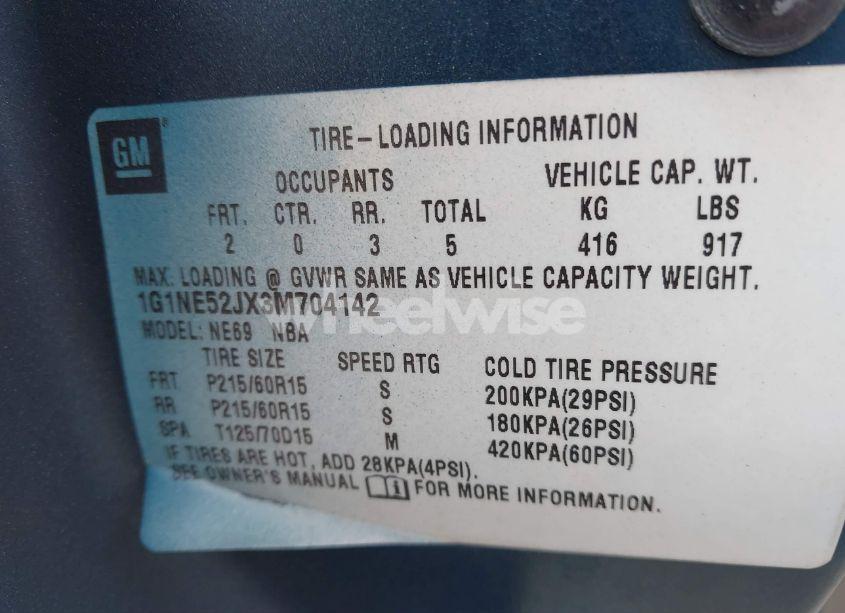 GM
TIRE-LOADING INFORMATION
OCCUPANTS VEHICLE CAP. WT.
FRT. CTR. RR. TOTAL KG LBS
2 0 3 5 416 917
MAX. LOADING @ GVWR SAME AS VEHICLE CAPACITY WEIGHT.
1G1NE52JX3M704142
wheelwise
MODEL: NE69 NBA
TIRE SIZE SPEED RTG COLD TIRE PRESSURE
FRT P215/60R15 S 200KPA(29PSI)
RR P215/60R15 S 180KPA(26PSI)
SPA T125/70D15 M 420KPA(60PSI)
IF TIRES ARE HOT, ADD 28KPA(4PSI).
SEE OWNER'S MANUAL FOR MORE INFORMATION.